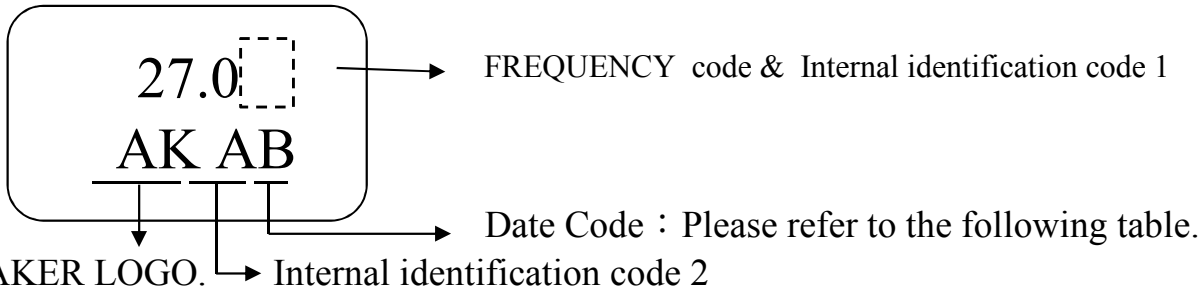 27.0
FREQUENCY code & Internal identification code 1
AK AB
Date Code：Please refer to the following table.
AKER LOGO.
Internal identification code 2